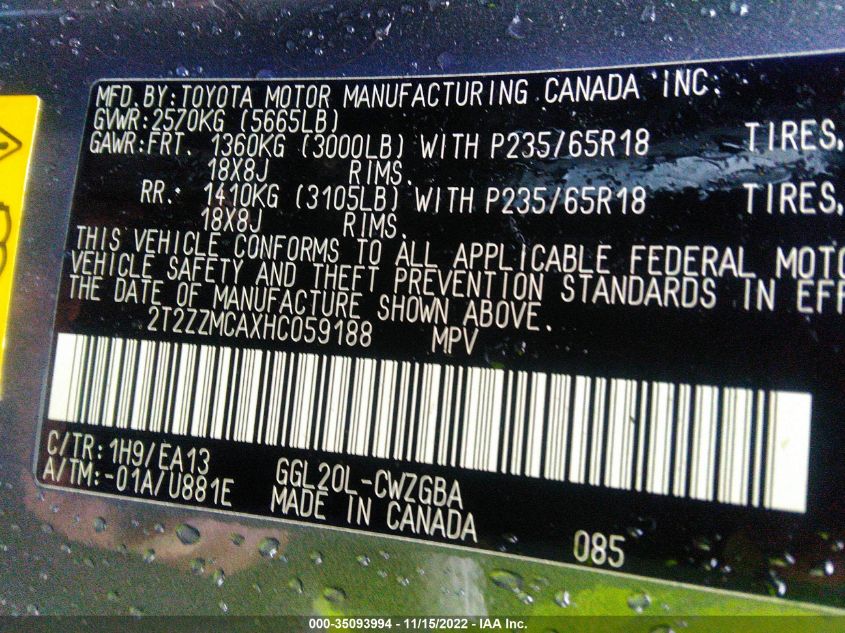 MFD. BY: TOYOTA MOTOR MANUFACTURING CANADA INC.
GVWR: 2570KG (5665LB)
GAWR: FRT. 1360KG (3000LB) WITH P235/65R18 TIRES,
18X8J RIMS.
RR. 1410KG (3105LB) WITH P235/65R18 TIRES,
18X8J RIMS.
THIS VEHICLE CONFORMS TO ALL APPLICABLE FEDERAL MOTO
VEHICLE SAFETY AND THEFT PREVENTION STANDARDS IN EFF
THE DATE OF MANUFACTURE SHOWN ABOVE.
2T2ZZMCAXHC059188 MPV
C/TR: 1H9/EA13
A/TM: -01A/U881E
GGL20L-CWZGBA
MADE IN CANADA
085
000-35093994 - 11/15/2022 - IAA Inc.